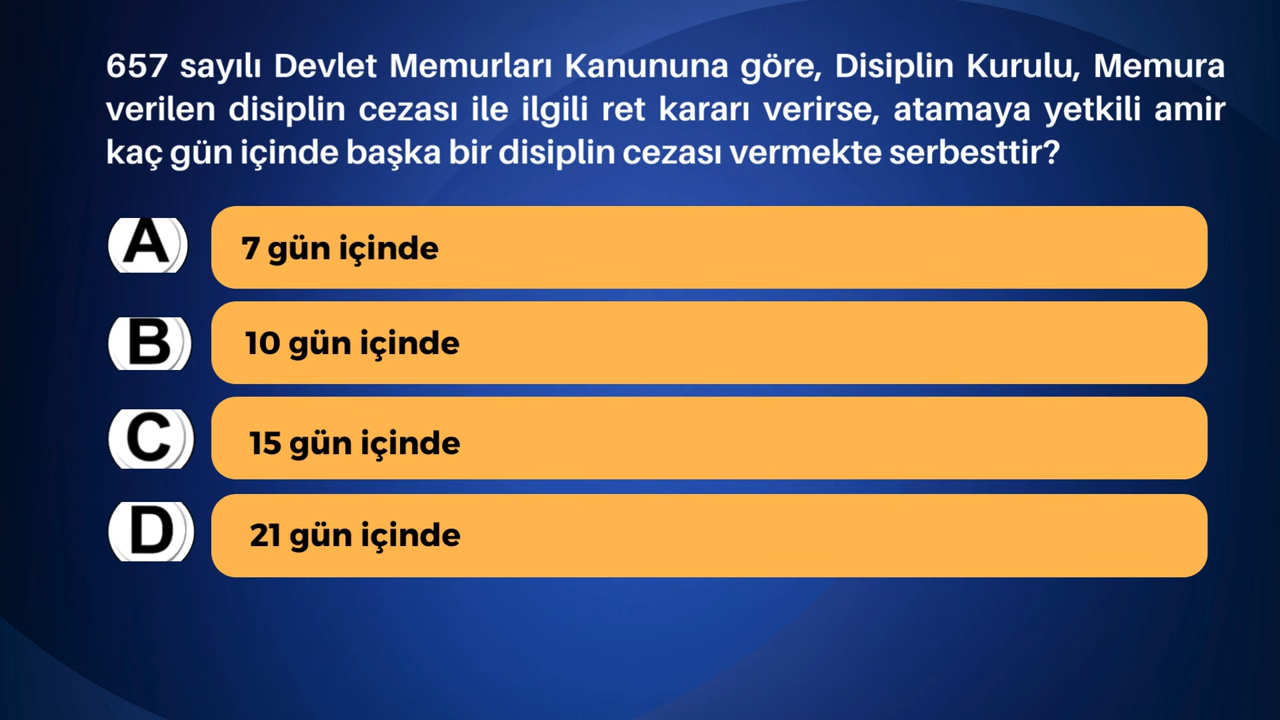 657 sayılı Devlet Memurları Kanununa göre, Disiplin Kurulu, Memura
verilen disiplin cezası ile ilgili ret kararı verirse, atamaya yetkili amir
kaç gün içinde başka bir disiplin cezası vermekte serbesttir?
A 7 gün içinde
B 10 gün içinde
C 15 gün içinde
D 21 gün içinde